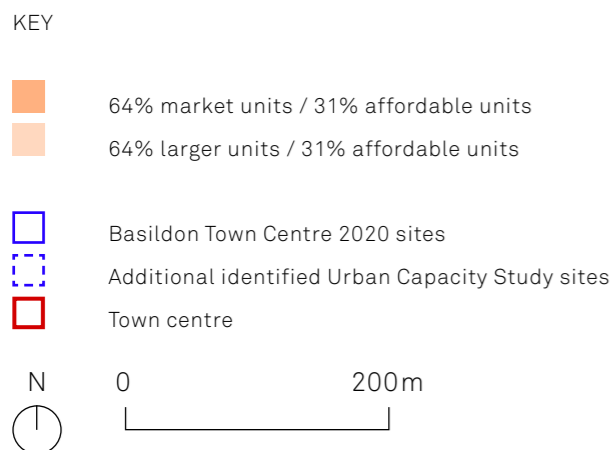 KEY
64% market units / 31% affordable units
64% larger units / 31% affordable units
Basildon Town Centre 2020 sites
Additional identified Urban Capacity Study sites
Town centre
N 0 200m